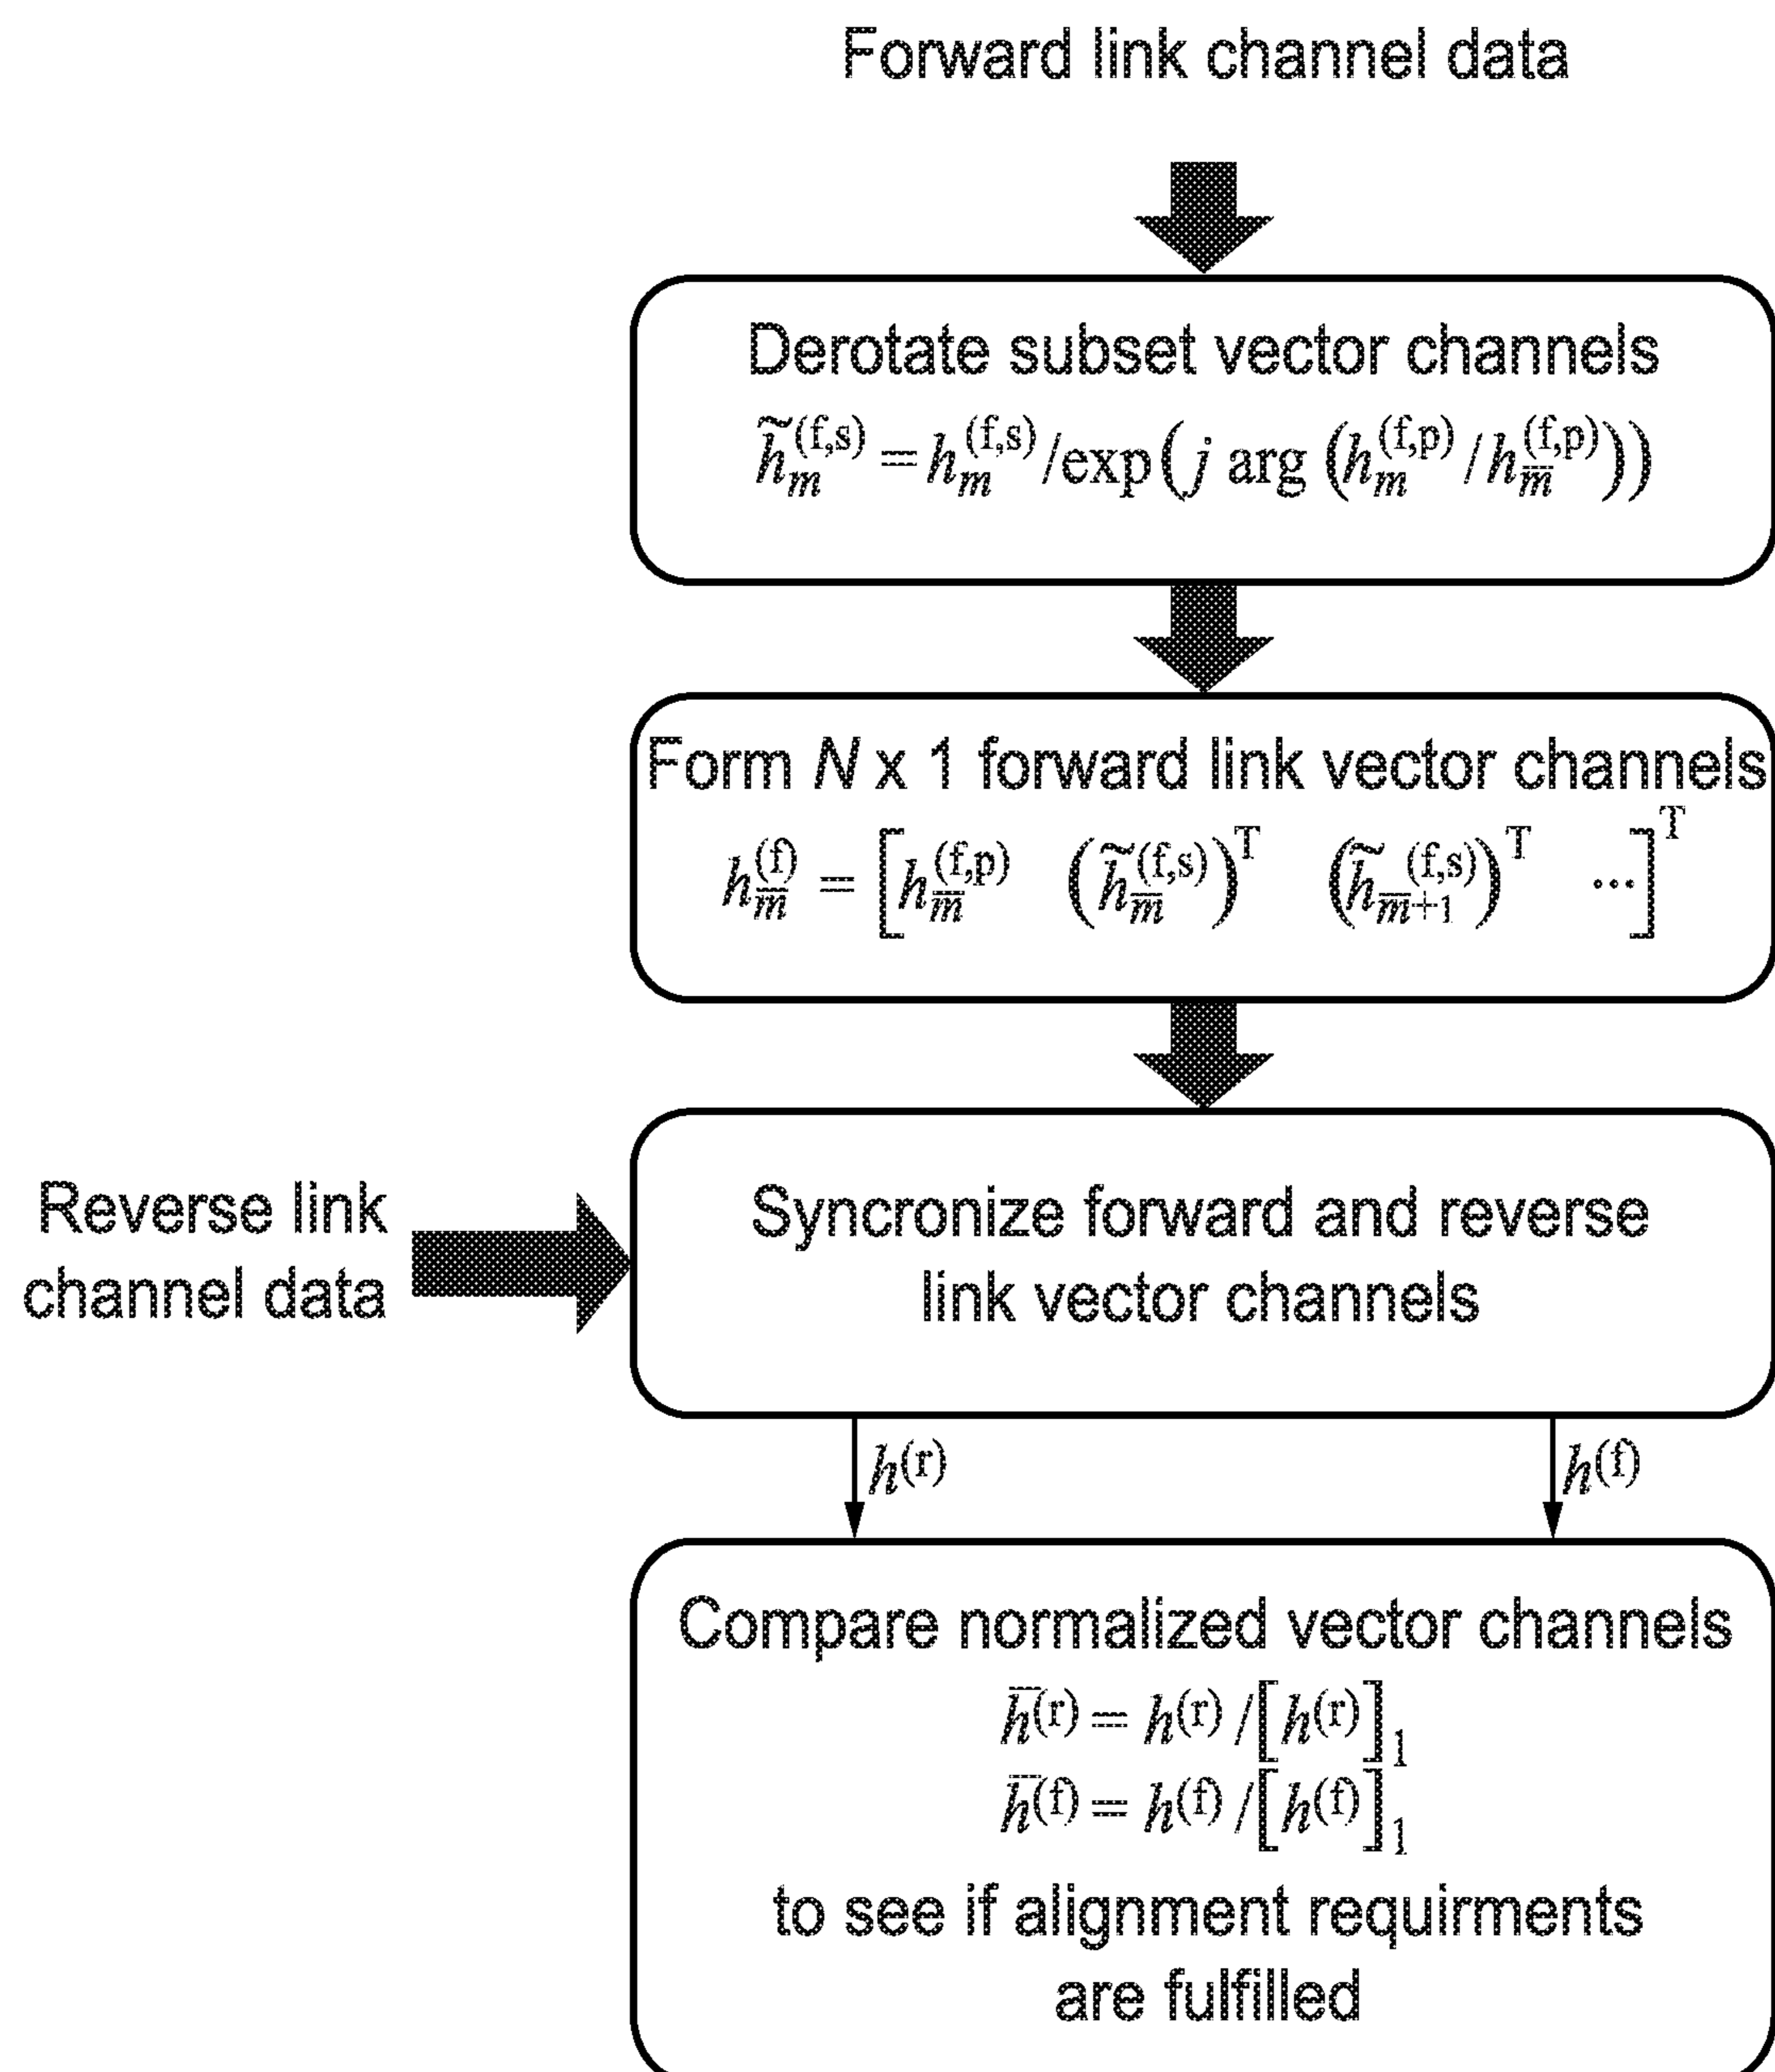 Forward link channel data
Derotate subset vector channels
h̃_m^(f,s) = h_m^(f,s) /exp(j arg (h_m^(f,p) / h_m̿^(f,p)))
Form N x 1 forward link vector channels
h_m̿^(f) = [h_m̿^(f,p) (h̃_m̿^(f,s))^T (h̃_m̿+1^(f,s))^T ...]^T
Reverse link
channel data
Syncronize forward and reverse
link vector channels
h^(r) h^(f)
Compare normalized vector channels
h̅^(r) = h^(r) / [h^(r)]_1
h̅^(f) = h^(f) / [h^(f)]_1
to see if alignment requirments
are fulfilled